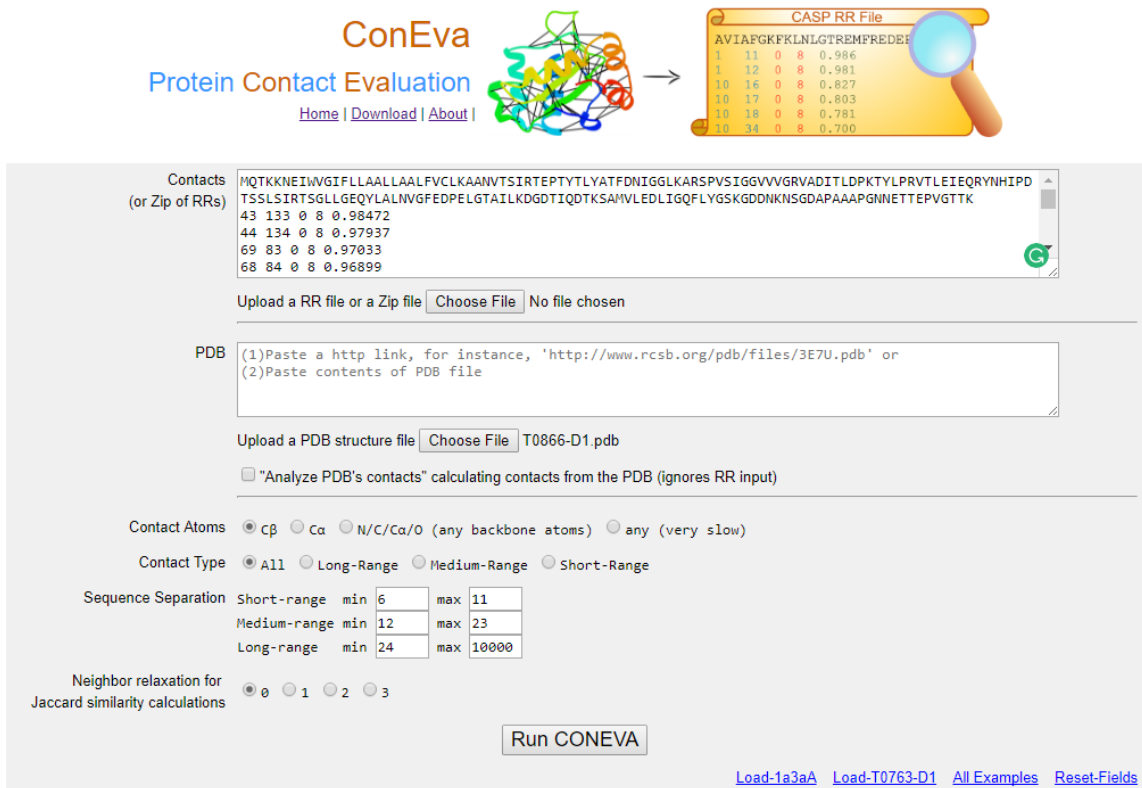 ConEva
Protein Contact Evaluation
Home | Download | About |
CASP RR File
AVIAFGKFKLNLGTREMFREDEF
1 11 0 8 0.986
1 12 0 8 0.981
10 16 0 8 0.827
10 17 0 8 0.803
10 18 0 8 0.781
10 34 0 8 0.700
Contacts
(or Zip of RRs)
MQTKKNEIWVGIFLLAALLAALFVCLKAANVTSIRTEPTYTLYATFDNIGGLKARSPVSIGGVVVGRVADITLDPKTYLPRVTLEIEQRYNHIPD
TSSLSIRTSGLLGEQYLALNVGFEDPELGTAILKDGDTIQDTKSAMVLEDLIGQFLYGSKGDDNKNSGDAPAAAPGNNETTEPVGTTK
43 133 0 8 0.98472
44 134 0 8 0.97937
69 83 0 8 0.97033
68 84 0 8 0.96899
Upload a RR file or a Zip file Choose File No file chosen
PDB
(1)Paste a http link, for instance, 'http://www.rcsb.org/pdb/files/3E7U.pdb' or
(2)Paste contents of PDB file
Upload a PDB structure file Choose File T0866-D1.pdb
"Analyze PDB's contacts" calculating contacts from the PDB (ignores RR input)
Contact Atoms Cβ Cα N/C/Cα/O (any backbone atoms) any (very slow)
Contact Type All Long-Range Medium-Range Short-Range
Sequence Separation Short-range min 6 max 11
Medium-range min 12 max 23
Long-range min 24 max 10000
Neighbor relaxation for
Jaccard similarity calculations
0 1 2 3
Run CONEVA
Load-1a3aA Load-T0763-D1 All Examples Reset-Fields